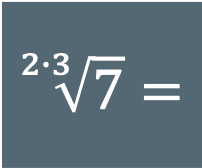 ²·³√7 =